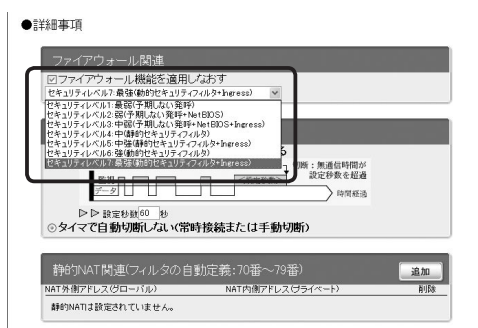 ●詳細事項
ファイアウォール関連
☑ファイアウォール機能を適用しなおす
セキュリティレベル7:最強(動的セキュリティフィルタ+Ingress)
セキュリティレベル1:最弱(予期しない発呼)
セキュリティレベル2:弱(予期しない発呼+NetBIOS)
セキュリティレベル3:中弱(予期しない発呼+NetBIOS+Ingress)
セキュリティレベル4:中(静的セキュリティフィルタ)
セキュリティレベル5:中強(静的セキュリティフィルタ+Ingress)
セキュリティレベル6:強(動的セキュリティフィルタ)
セキュリティレベル7:最強(動的セキュリティフィルタ+Ingress)
る
切断:無通信時間が
設定秒数を超過
データ
時間経過
▷▷ 設定秒数60 秒
◎タイマで自動切断しない(常時接続または手動切断)
静的NAT関連(フィルタの自動定義:70番～79番)
追加
NAT外側アドレス(グローバル)
NAT内側アドレス(プライベート)
削除
静的NATは設定されていません。